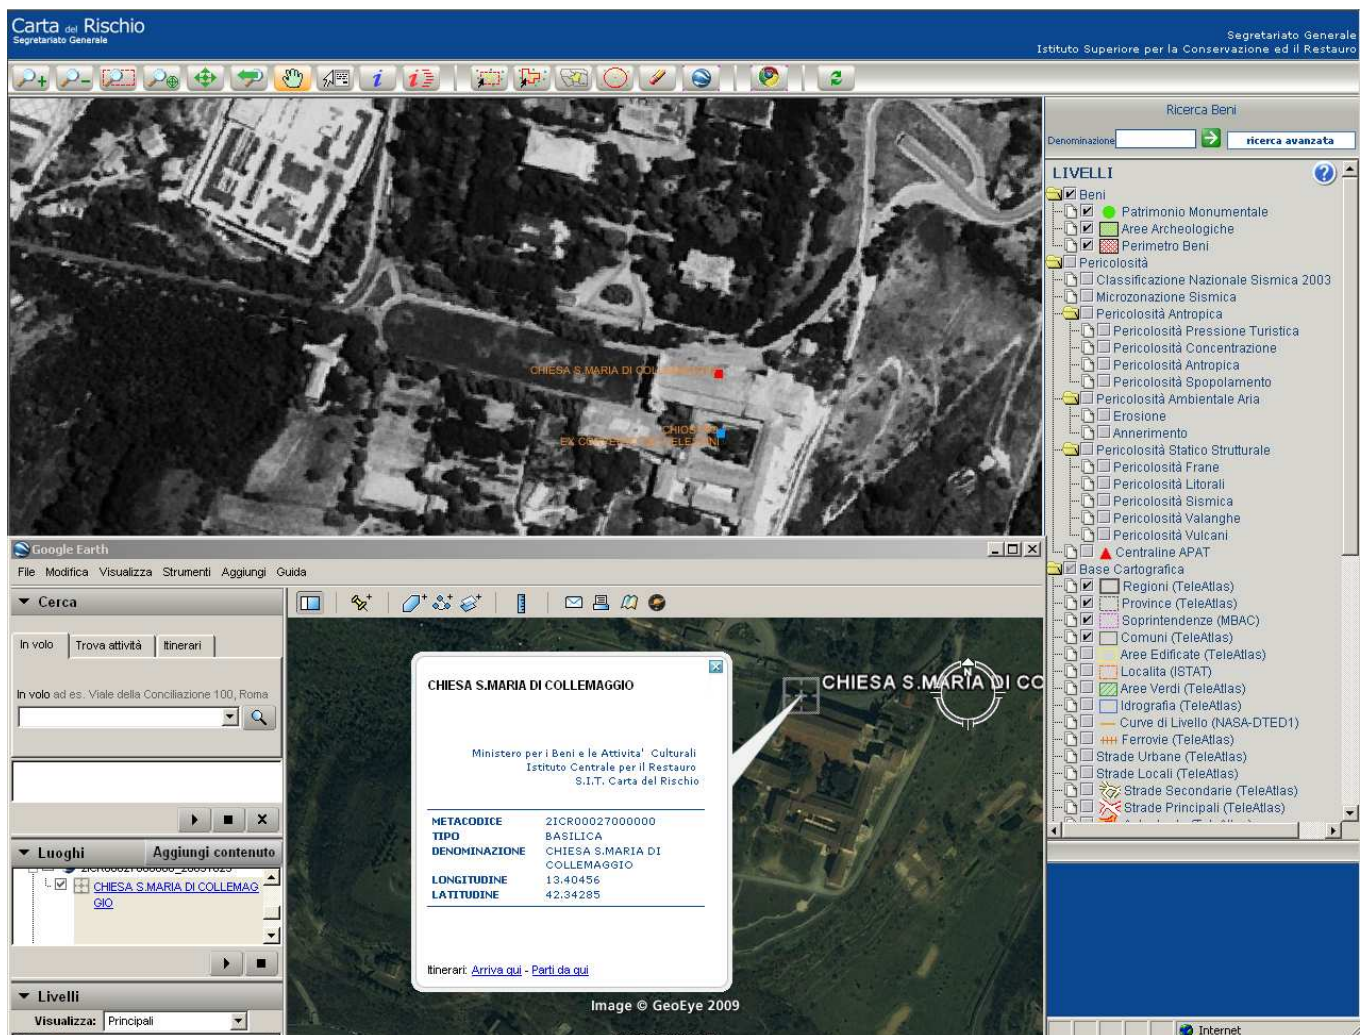 Carta del Rischio
Segretariato Generale
Segretariato Generale
Istituto Superiore per la Conservazione ed il Restauro
Ricerca Beni
Denominazione
ricerca avanzata
LIVELLI
Beni
Patrimonio Monumentale
Aree Archeologiche
Perimetro Beni
Pericolosità
Classificazione Nazionale Sismica 2003
Microzonazione Sismica
Pericolosità Antropica
Pericolosità Pressione Turistica
Pericolosità Concentrazione
Pericolosità Antropica
Pericolosità Spopolamento
Pericolosità Ambientale Aria
Erosione
Annerimento
Pericolosità Statico Strutturale
Pericolosità Frane
Pericolosità Litorali
Pericolosità Sismica
Pericolosità Valanghe
Pericolosità Vulcani
Centraline APAT
Base Cartografica
Regioni (TeleAtlas)
Province (TeleAtlas)
Soprintendenze (MBAC)
Comuni (TeleAtlas)
Aree Edificate (TeleAtlas)
Localita (ISTAT)
Aree Verdi (TeleAtlas)
Idrografia (TeleAtlas)
Curve di Livello (NASA-DTED1)
Ferrovie (TeleAtlas)
Strade Urbane (TeleAtlas)
Strade Locali (TeleAtlas)
Strade Secondarie (TeleAtlas)
Strade Principali (TeleAtlas)
CHIESA S.MARIA DI
EX
Google Earth
File Modifica Visualizza Strumenti Aggiungi Guida
Cerca
In volo Trova attività Itinerari
In volo ad es. Viale della Conciliazione 100, Roma
Luoghi Aggiungi contenuto
CHIESA S.MARIA DI COLLEMAG
GIO
Livelli
Visualizza: Principali
CHIESA S.MARIA DI COLLEMAGGIO
Ministero per i Beni e le Attivita' Culturali
Istituto Centrale per il Restauro
S.I.T. Carta del Rischio
METACODICE 2ICR00027000000
TIPO BASILICA
DENOMINAZIONE CHIESA S.MARIA DI
COLLEMAGGIO
LONGITUDINE 13.40456
LATITUDINE 42.34285
Itinerari: Arriva qui - Parti da qui
CHIESA S.MARIA DI CO
N
Image © GeoEye 2009
Internet